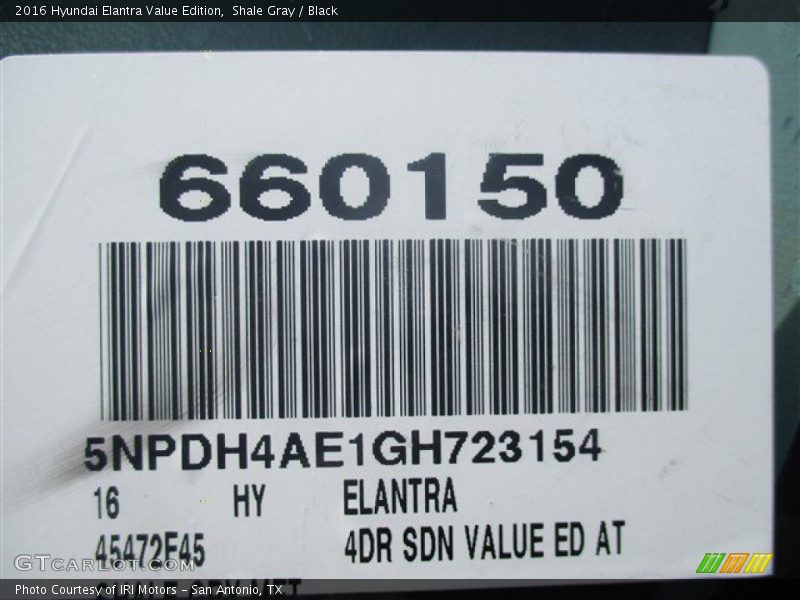 2016 Hyundai Elantra Value Edition, Shale Gray / Black
660150
5NPDH4AE1GH723154
16 HY ELANTRA
45472F45 4DR SDN VALUE ED AT
GTcarlot.com
Photo Courtesy of IRI Motors - San Antonio, TX